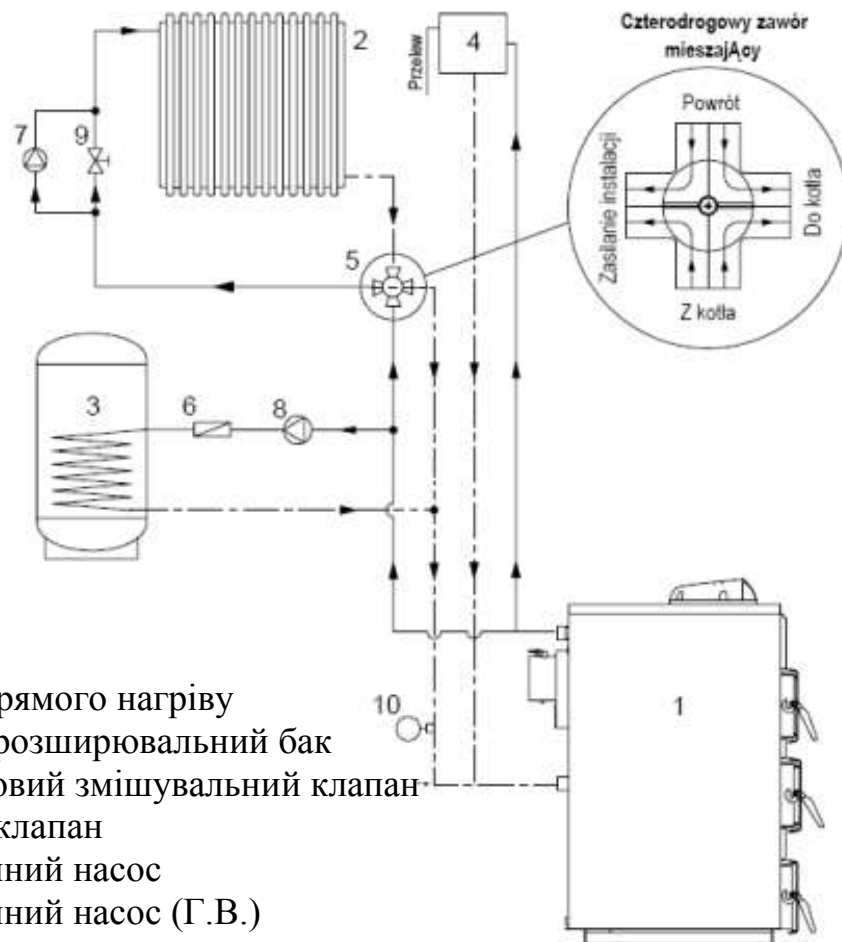 Czterodrogowy zawór
mieszajĄcy
2
4
Przelew
7
9
Powrót
Zasilanie instalacji
Do kotła
Z kotła
5
3
6
8
10
1
рямого нагріву
розширювальний бак
овий змішувальний клапан
клапан
ний насос
ний насос (Г.В.)